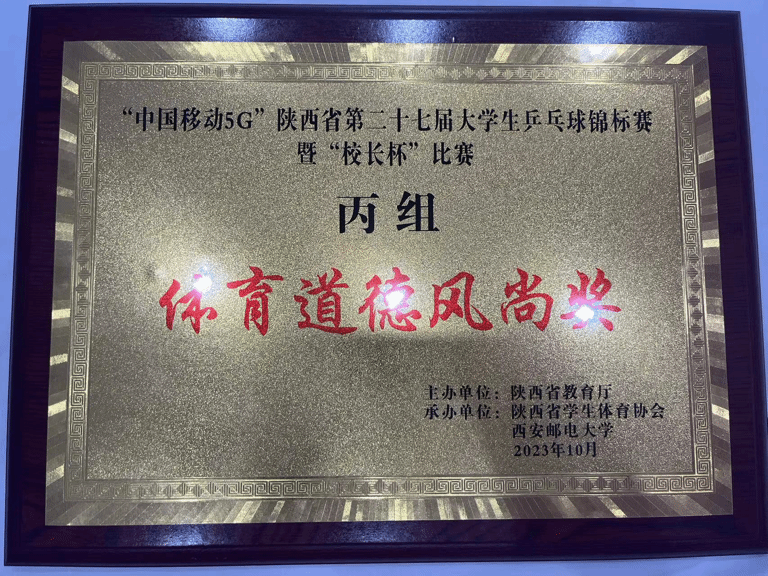 “中国移动5G”陕西省第二十七届大学生乒乓球锦标赛
暨“校长杯”比赛
丙组
体育道德风尚奖
主办单位：陕西省教育厅
承办单位：陕西省学生体育协会
西安邮电大学
2023年10月